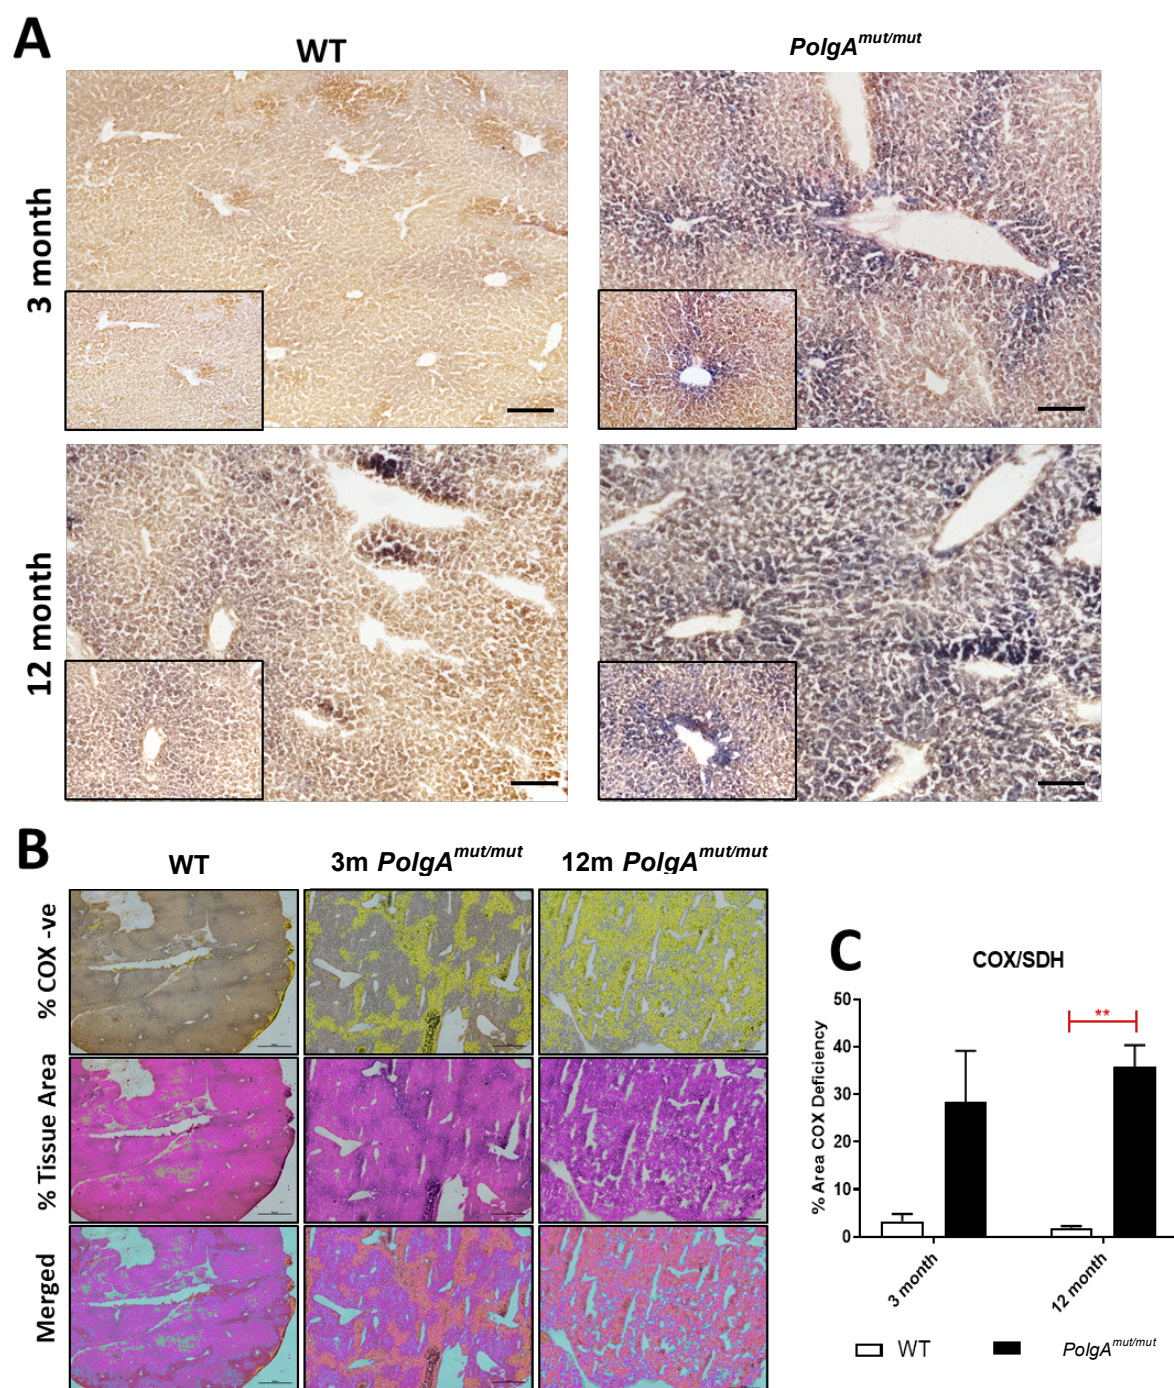 A
WT
PolgA^mut/mut
3 month
12 month
B
WT
3m PolgA^mut/mut
12m PolgA^mut/mut
% COX -ve
% Tissue Area
Merged
C
COX/SDH
% Area COX Deficiency
50
40
30
20
10
0
**
3 month
12 month
WT
PolgA^mut/mut